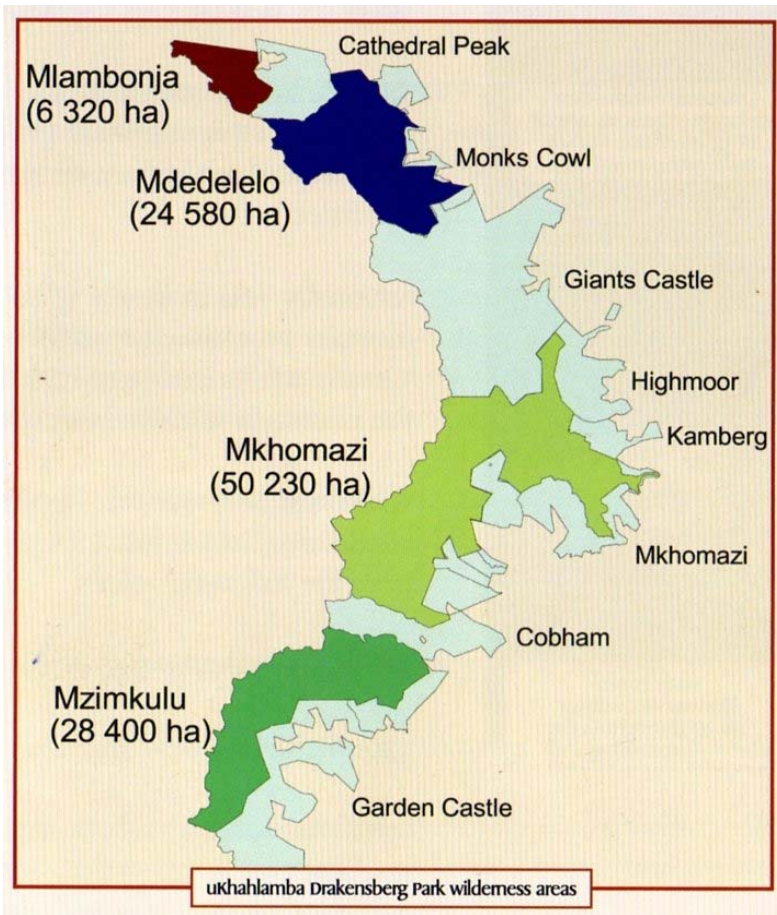 Cathedral Peak
Mlambonja
(6 320 ha)
Monks Cowl
Mdedelelo
(24 580 ha)
Giants Castle
Highmoor
Kamberg
Mkhomazi
(50 230 ha)
Mkhomazi
Cobham
Mzimkulu
(28 400 ha)
Garden Castle
uKhahlamba Drakensberg Park wilderness areas